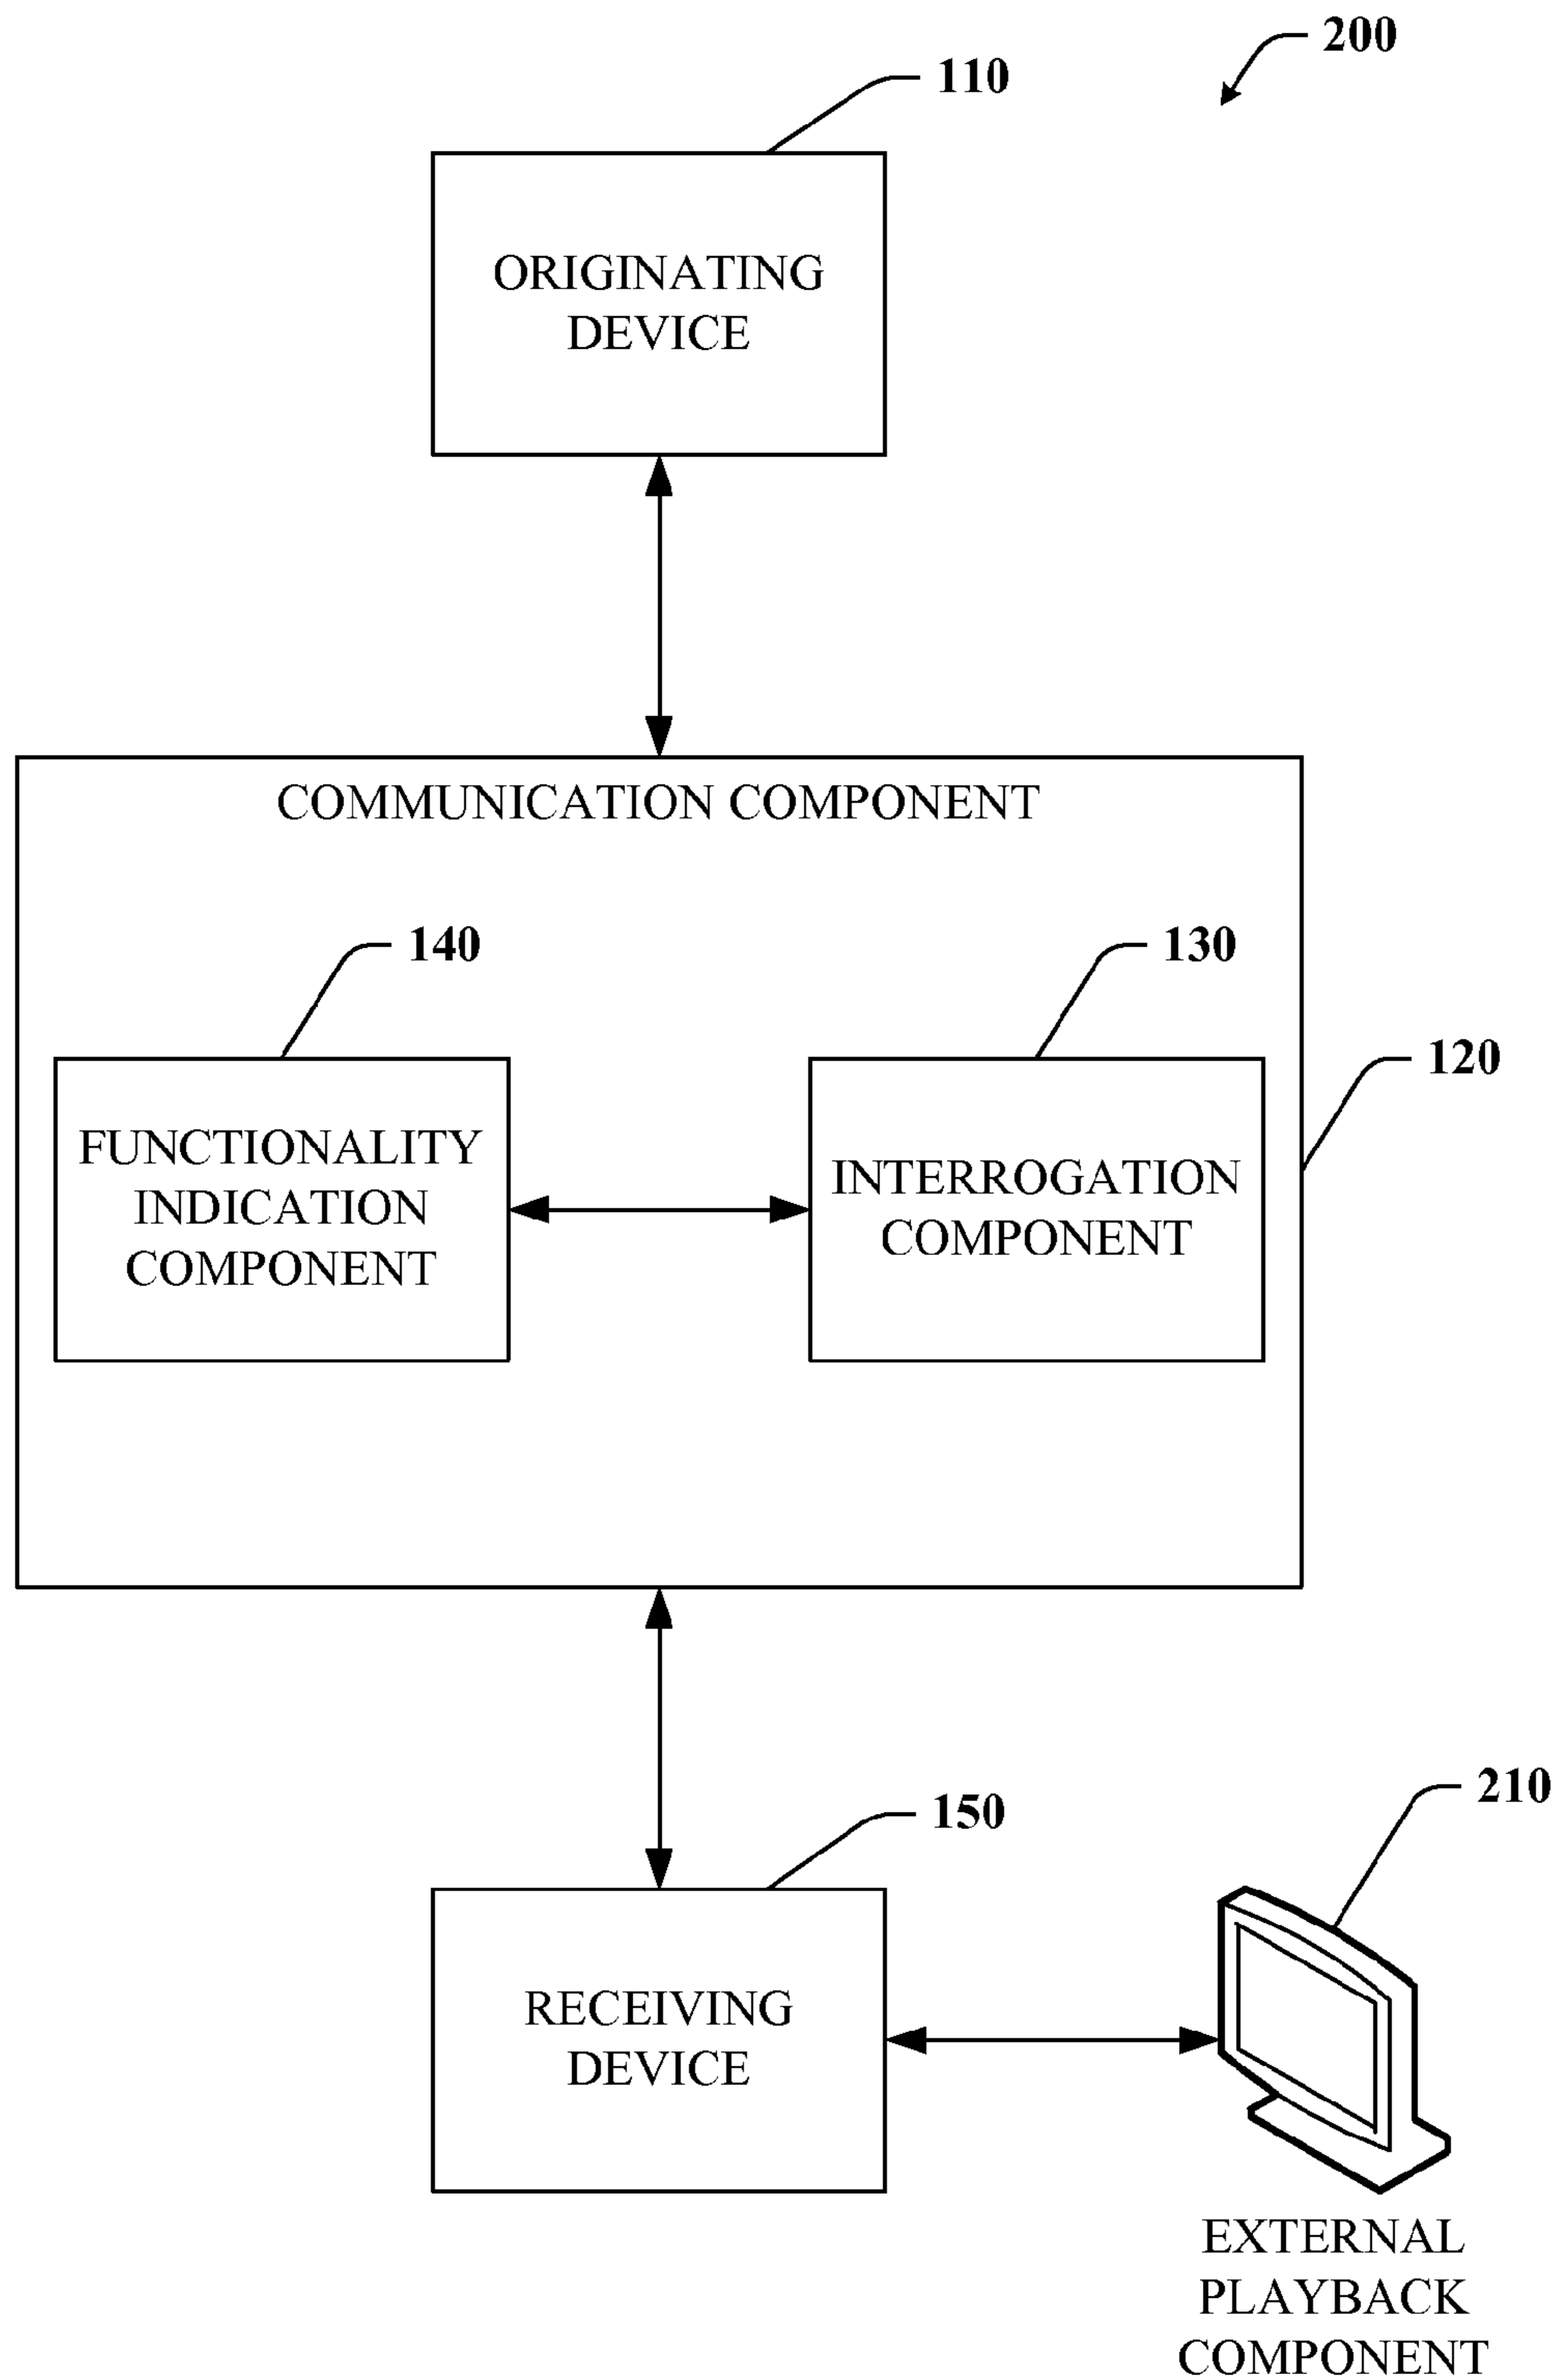 200
110
ORIGINATING
DEVICE
COMMUNICATION COMPONENT
140
130
120
FUNCTIONALITY
INDICATION
COMPONENT
INTERROGATION
COMPONENT
210
150
RECEIVING
DEVICE
EXTERNAL
PLAYBACK
COMPONENT